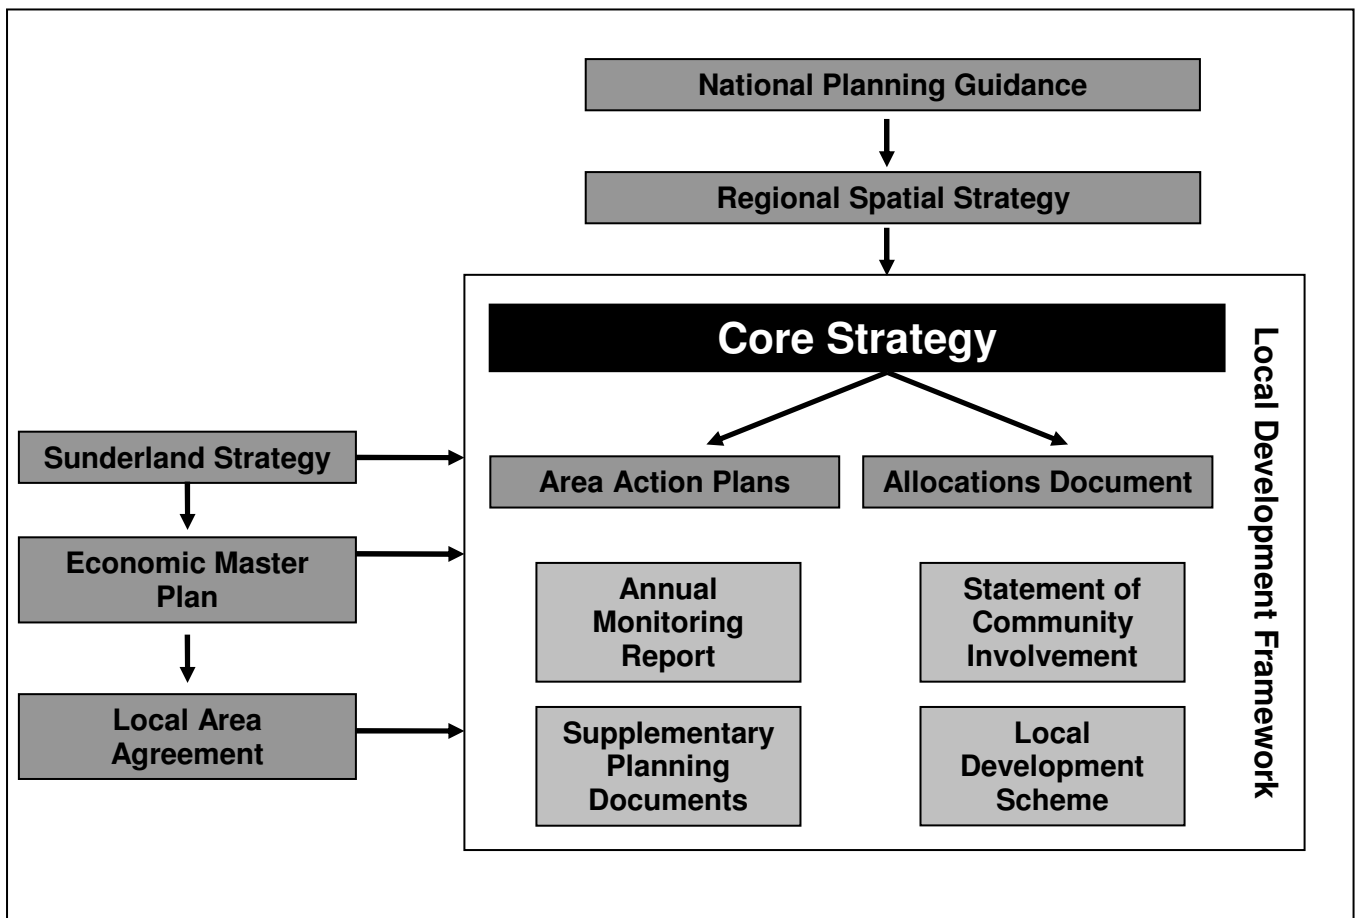 National Planning Guidance
Regional Spatial Strategy
Core Strategy
Local Development Framework
Sunderland Strategy
Area Action Plans
Allocations Document
Economic Master
Plan
Annual
Monitoring
Report
Statement of
Community
Involvement
Local Area
Agreement
Supplementary
Planning
Documents
Local
Development
Scheme